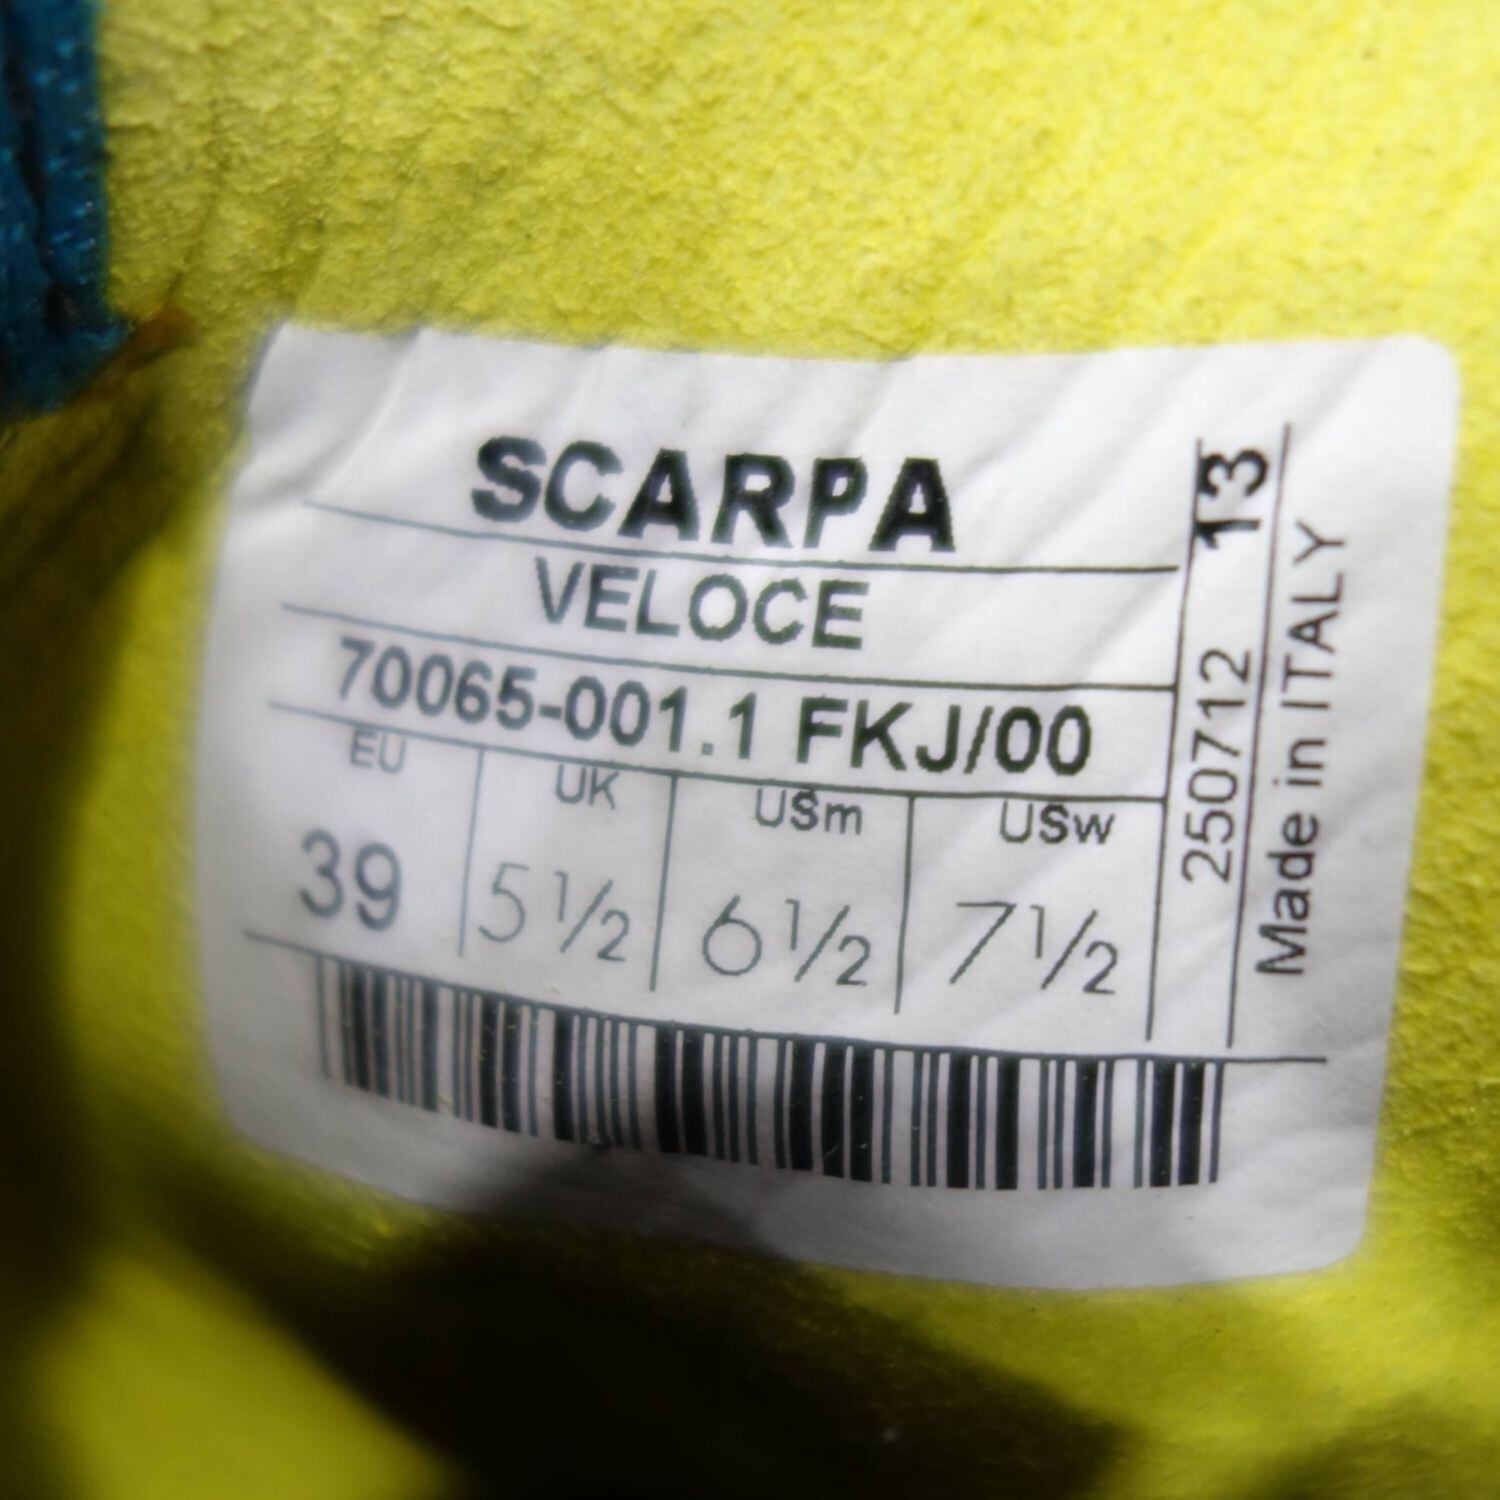 SCARPA
VELOCE
70065-001.1 FKJ/00
EU UK USm USw
39 5½ 6½ 7½
250712 13
Made in ITALY